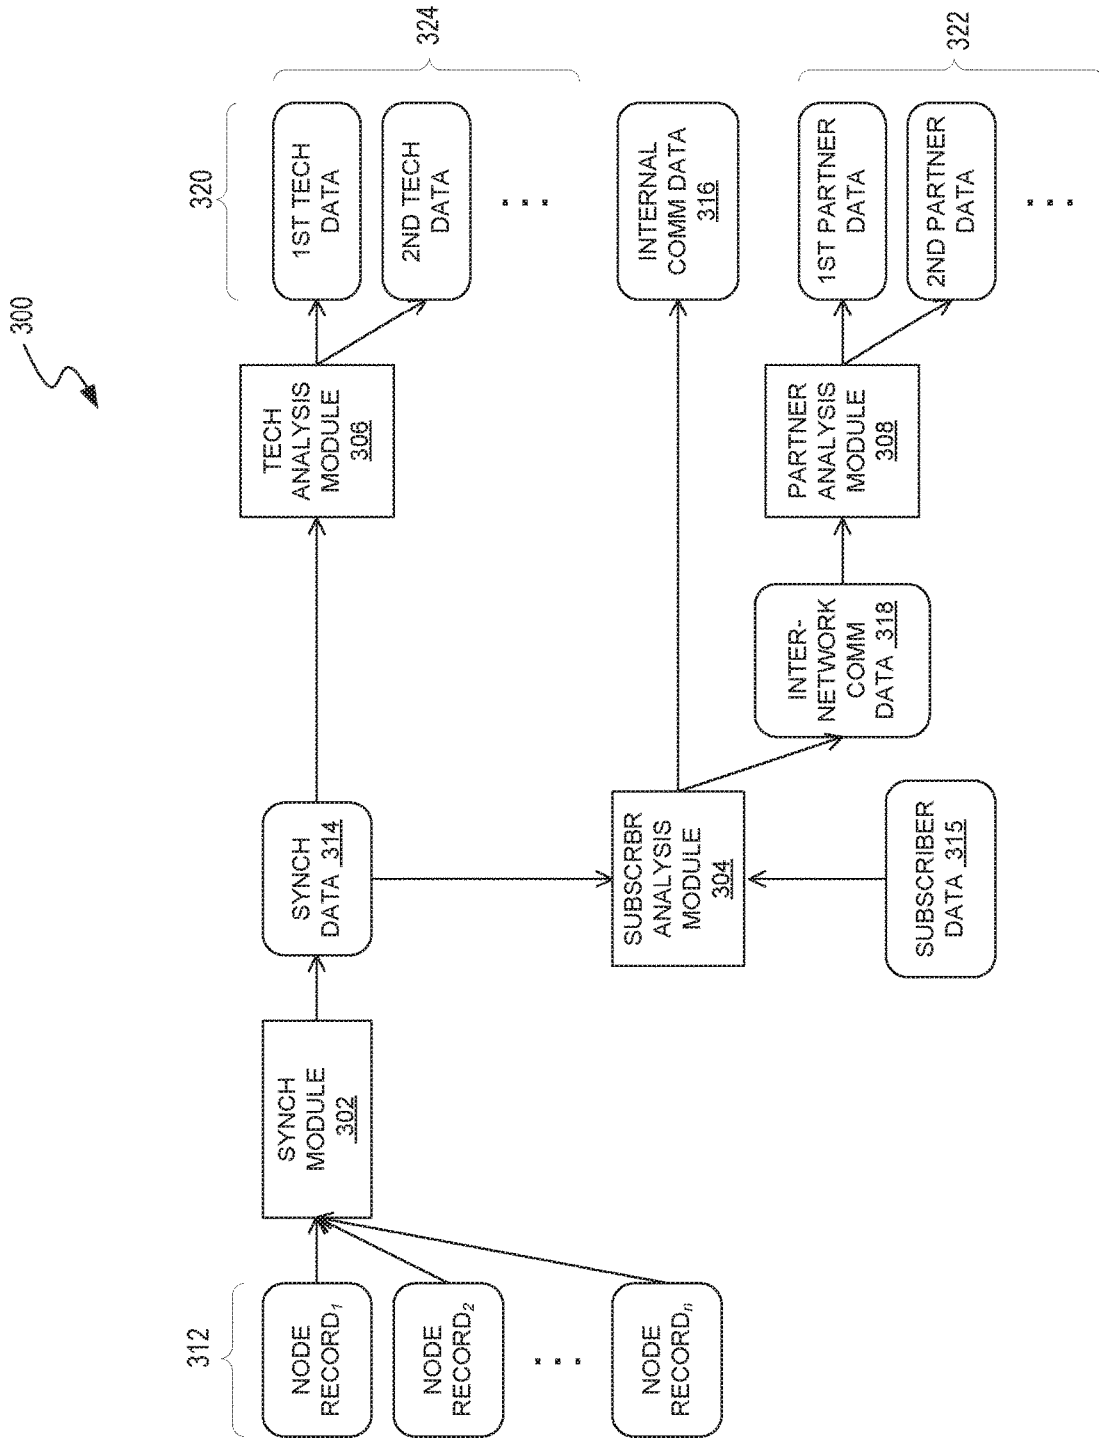 300
312
NODE
RECORD1
NODE
RECORD2
. . .
NODE
RECORDn
SYNCH
MODULE
302
SYNCH
DATA 314
SUBSCRBR
ANALYSIS
MODULE
304
SUBSCRIBER
DATA 315
TECH
ANALYSIS
MODULE
306
INTER-
NETWORK
COMM
DATA 318
PARTNER
ANALYSIS
MODULE
308
320
1ST TECH
DATA
2ND TECH
DATA
. . .
324
INTERNAL
COMM DATA
316
1ST PARTNER
DATA
2ND PARTNER
DATA
. . .
322